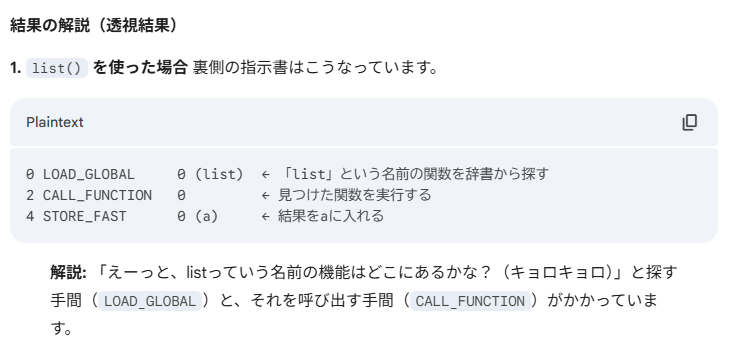 結果の解説（透視結果）
1. list() を使った場合 裏側の指示書はこうなっています。
Plaintext
0 LOAD_GLOBAL 0 (list) ← 「list」という名前の関数を辞書から探す
2 CALL_FUNCTION 0 ← 見つけた関数を実行する
4 STORE_FAST 0 (a) ← 結果をaに入れる
解説: 「えーっと、listっていう名前の機能はどこにあるかな？（キョロキョロ）」と探す
手間（ LOAD_GLOBAL ）と、それを呼び出す手間（ CALL_FUNCTION ）がかかっていま
す。